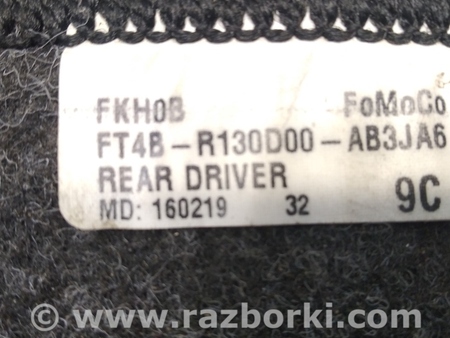 FKH0B FoMoCo
FT4B-R130D00-AB3JA6
REAR DRIVER
MD: 160219 32 9C
© www.razborki.com